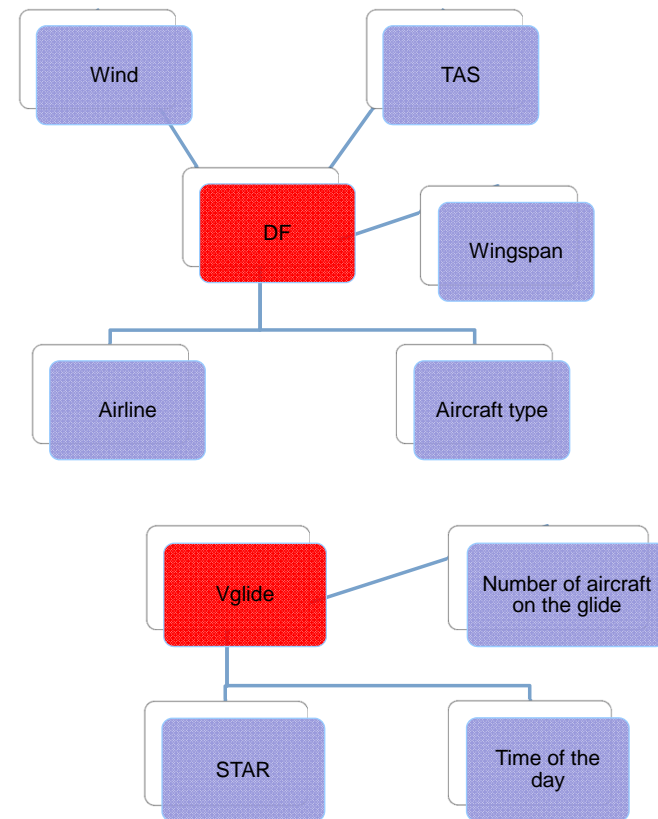 Wind
TAS
DF
Wingspan
Airline
Aircraft type
Vglide
Number of aircraft
on the glide
STAR
Time of the
day